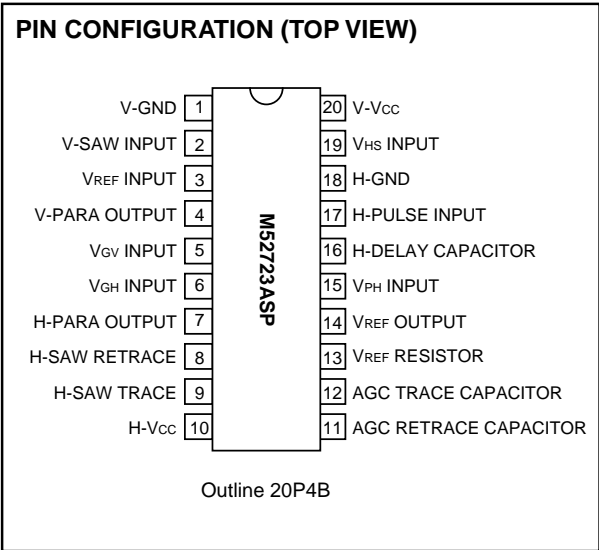 PIN CONFIGURATION (TOP VIEW)
V-GND 1
V-SAW INPUT 2
VREF INPUT 3
V-PARA OUTPUT 4
VGV INPUT 5
VGH INPUT 6
H-PARA OUTPUT 7
H-SAW RETRACE 8
H-SAW TRACE 9
H-VCC 10
M52723ASP
20 V-VCC
19 VHS INPUT
18 H-GND
17 H-PULSE INPUT
16 H-DELAY CAPACITOR
15 VPH INPUT
14 VREF OUTPUT
13 VREF RESISTOR
12 AGC TRACE CAPACITOR
11 AGC RETRACE CAPACITOR
Outline 20P4B